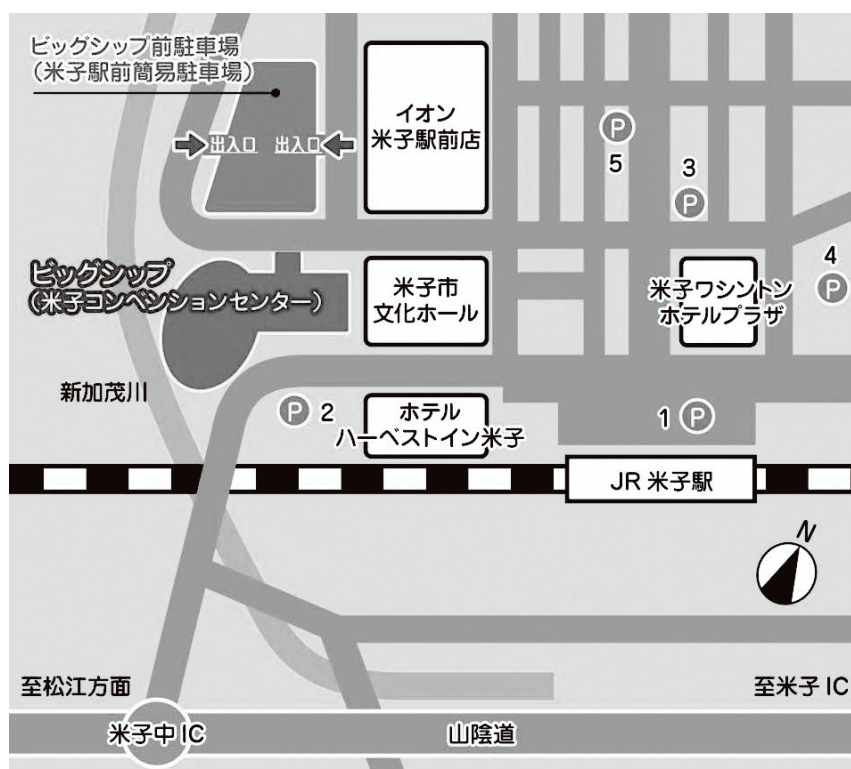 ビッグシップ前駐車場
（米子駅前簡易駐車場）
出入口 出入口
イオン
米子駅前店
P
5
3
P
ビッグシップ
（米子コンベンションセンター）
米子市
文化ホール
米子ワシントン
ホテルプラザ
4
P
新加茂川
P 2
ホテル
ハーベストイン米子
1 P
JR 米子駅
N
至松江方面
至米子 IC
米子中 IC
山陰道